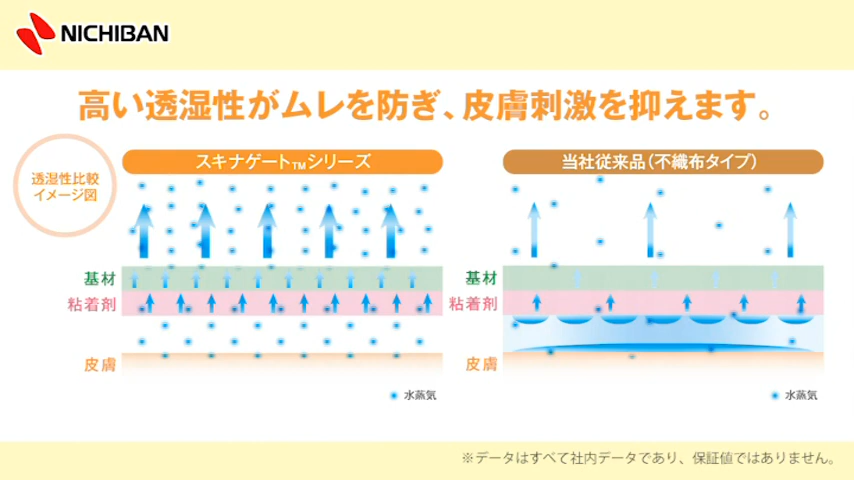 NICHIBAN
高い透湿性がムレを防ぎ、皮膚刺激を抑えます。
透湿性比較
イメージ図
スキナゲート™シリーズ
基材
粘着剤
皮膚
水蒸気
当社従来品(不織布タイプ)
基材
粘着剤
皮膚
水蒸気
※データはすべて社内データであり、保証値ではありません。